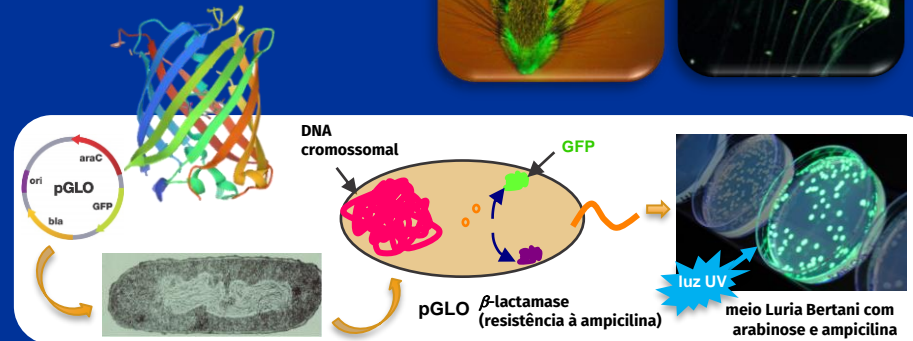 araC
ori
pGLO
GFP
bla
DNA
cromossomal
GFP
pGLO
β-lactamase
(resistência à ampicilina)
luz UV
meio Luria Bertani com
arabinose e ampicilina